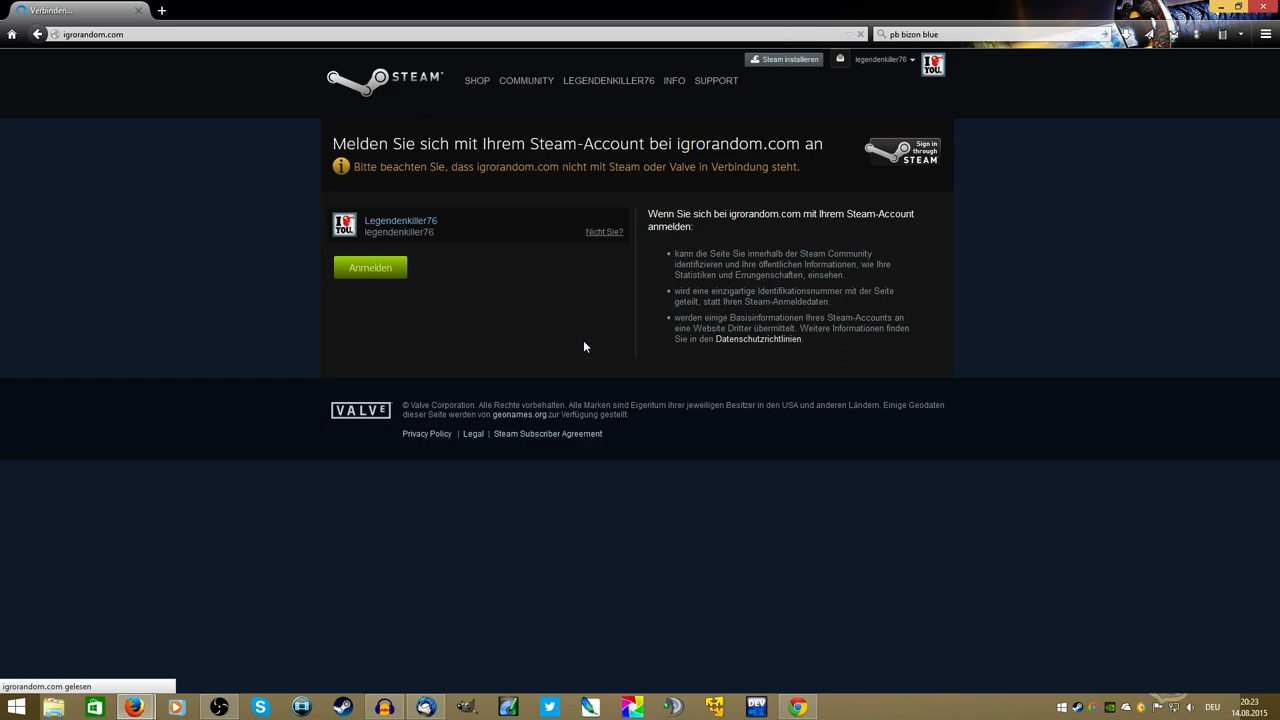 Verbinden...
igrorandom.com
pb bizon blue
Steam installieren
legendenkiller76
I YOU.
STEAM
SHOP COMMUNITY LEGENDENKILLER76 INFO SUPPORT
Melden Sie sich mit Ihrem Steam-Account bei igrorandom.com an
Bitte beachten Sie, dass igrorandom.com nicht mit Steam oder Valve in Verbindung steht.
Sign in
through
STEAM
I YOU.
Legendenkiller76
legendenkiller76
Nicht Sie?
Anmelden
Wenn Sie sich bei igrorandom.com mit Ihrem Steam-Account
anmelden:
• kann die Seite Sie innerhalb der Steam Community
identifizieren und Ihre öffentlichen Informationen, wie Ihre
Statistiken und Errungenschaften, einsehen.
• wird eine einzigartige Identifikationsnummer mit der Seite
geteilt, statt Ihren Steam-Anmeldedaten.
• werden einige Basisinformationen Ihres Steam-Accounts an
eine Website Dritter übermittelt. Weitere Informationen finden
Sie in den Datenschutzrichtlinien.
VALVE
© Valve Corporation. Alle Rechte vorbehalten. Alle Marken sind Eigentum ihrer jeweiligen Besitzer in den USA und anderen Ländern. Einige Geodaten
dieser Seite werden von geonames.org zur Verfügung gestellt.
Privacy Policy | Legal | Steam Subscriber Agreement
igrorandom.com gelesen
DEV
DEU
20:23
14.08.2015